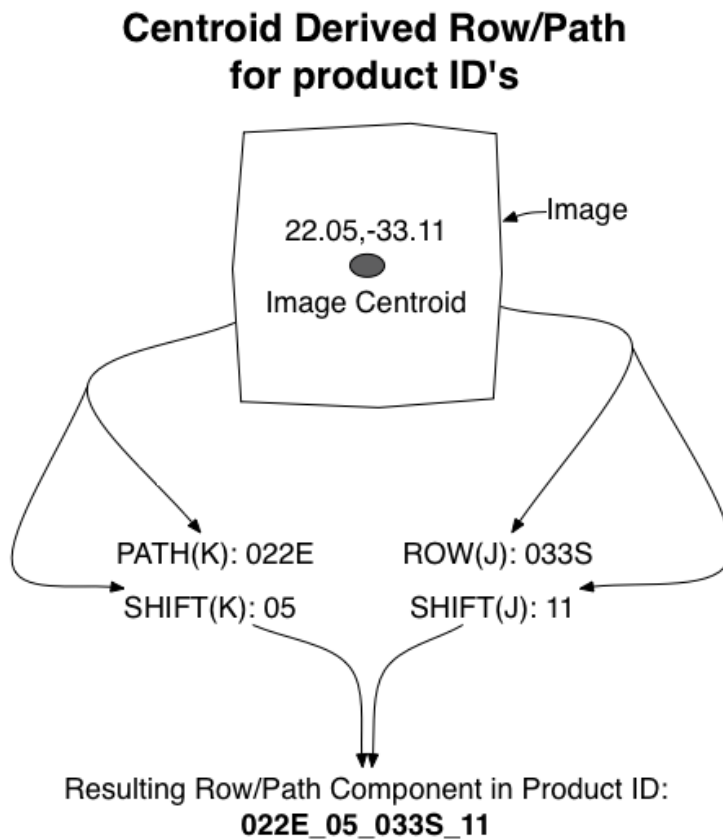 Centroid Derived Row/Path
for product ID's
22.05,-33.11
Image
Image Centroid
PATH(K): 022E
SHIFT(K): 05
ROW(J): 033S
SHIFT(J): 11
Resulting Row/Path Component in Product ID:
022E_05_033S_11